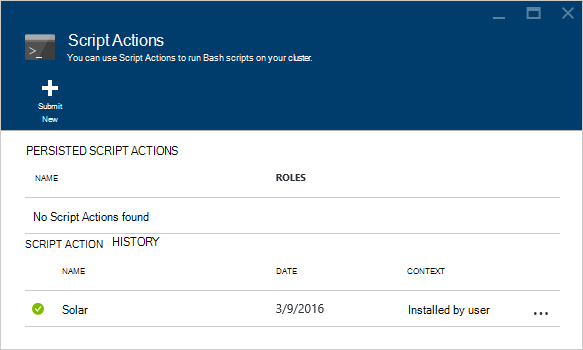 Script Actions
You can use Script Actions to run Bash scripts on your cluster.
Submit
New
PERSISTED SCRIPT ACTIONS
NAME ROLES
No Script Actions found
SCRIPT ACTION HISTORY
NAME DATE CONTEXT
Solar 3/9/2016 Installed by user ...